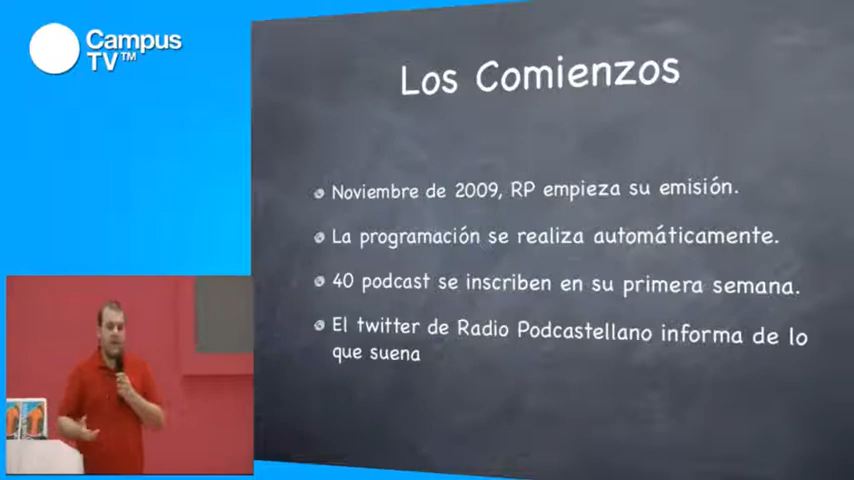 Campus
TV™
Los Comienzos
Noviembre de 2009, RP empieza su emisión.
La programación se realiza automáticamente.
40 podcast se inscriben en su primera semana.
El twitter de Radio Podcastellano informa de lo
que suena